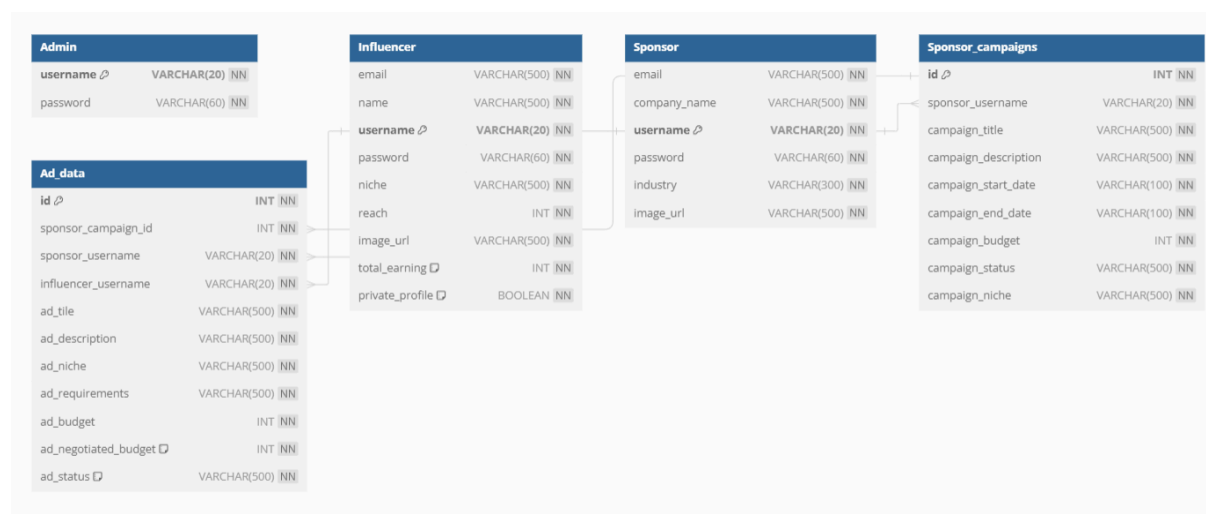 Admin
username VARCHAR(20) NN
password VARCHAR(60) NN
Ad_data
id INT NN
sponsor_campaign_id INT NN
sponsor_username VARCHAR(20) NN
influencer_username VARCHAR(20) NN
ad_tile VARCHAR(500) NN
ad_description VARCHAR(500) NN
ad_niche VARCHAR(500) NN
ad_requirements VARCHAR(500) NN
ad_budget INT NN
ad_negotiated_budget INT NN
ad_status VARCHAR(500) NN
Influencer
email VARCHAR(500) NN
name VARCHAR(500) NN
username VARCHAR(20) NN
password VARCHAR(60) NN
niche VARCHAR(500) NN
reach INT NN
image_url VARCHAR(500) NN
total_earning INT NN
private_profile BOOLEAN NN
Sponsor
email VARCHAR(500) NN
company_name VARCHAR(500) NN
username VARCHAR(20) NN
password VARCHAR(60) NN
industry VARCHAR(300) NN
image_url VARCHAR(500) NN
Sponsor_campaigns
id INT NN
sponsor_username VARCHAR(20) NN
campaign_title VARCHAR(500) NN
campaign_description VARCHAR(500) NN
campaign_start_date VARCHAR(100) NN
campaign_end_date VARCHAR(100) NN
campaign_budget INT NN
campaign_status VARCHAR(500) NN
campaign_niche VARCHAR(500) NN